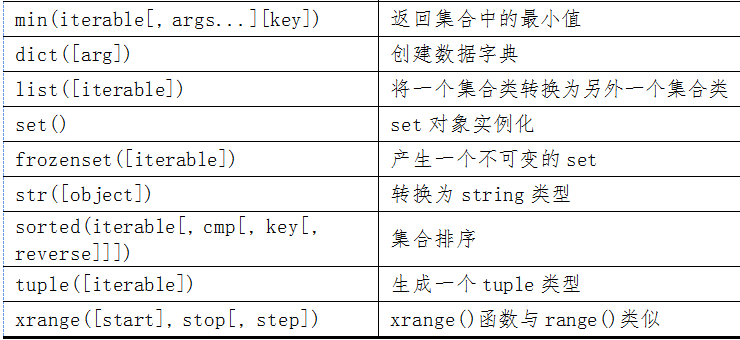 min(iterable[, args...][key]) 返回集合中的最小值
dict([arg]) 创建数据字典
list([iterable]) 将一个集合类转换为另外一个集合类
set() set 对象实例化
frozenset([iterable]) 产生一个不可变的 set
str([object]) 转换为 string 类型
sorted(iterable[, cmp[, key[,
reverse]]]) 集合排序
tuple([iterable]) 生成一个 tuple 类型
xrange([start], stop[, step]) xrange()函数与 range()类似